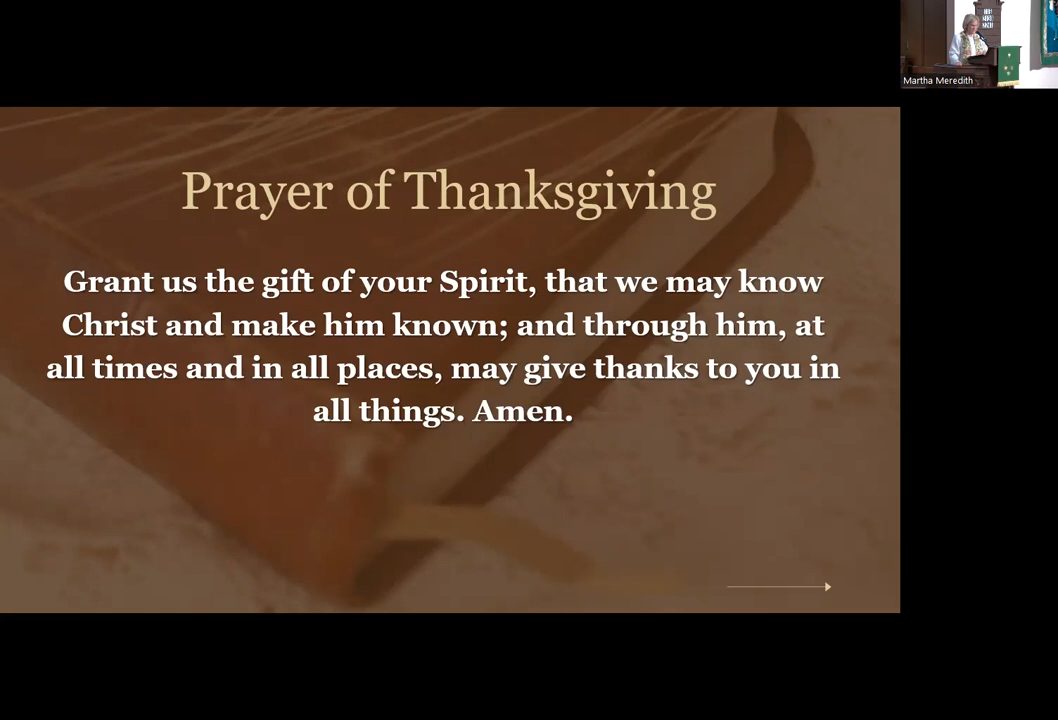 Martha Meredith
Prayer of Thanksgiving
Grant us the gift of your Spirit, that we may know
Christ and make him known; and through him, at
all times and in all places, may give thanks to you in
all things. Amen.